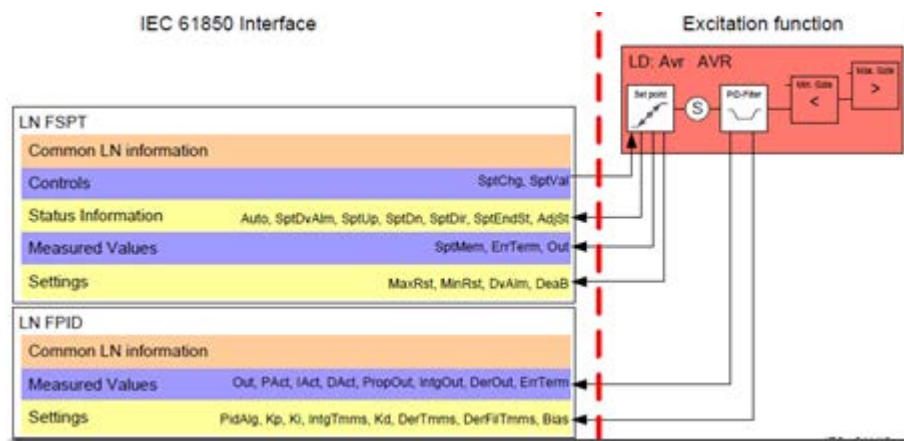 IEC 61850 Interface
Excitation function
LD: Avr AVR
Set point
S
PID-Filter
Min. Gate
<
Max. Gate
>
LN FSPT
Common LN information
Controls SptChg, SptVal
Status Information Auto, SptDvAlm, SptUp, SptDn, SptDir, SptEndSt, AdjSt
Measured Values SptMem, ErrTerm, Out
Settings MaxRst, MinRst, DvAlm, DeaB
LN FPID
Common LN information
Measured Values Out, PAct, IAct, DAct, PropOut, IntgOut, DerOut, ErrTerm
Settings PidAlg, Kp, Ki, IntgTmms, Kd, DerTmms, DerFilTmms, Bias